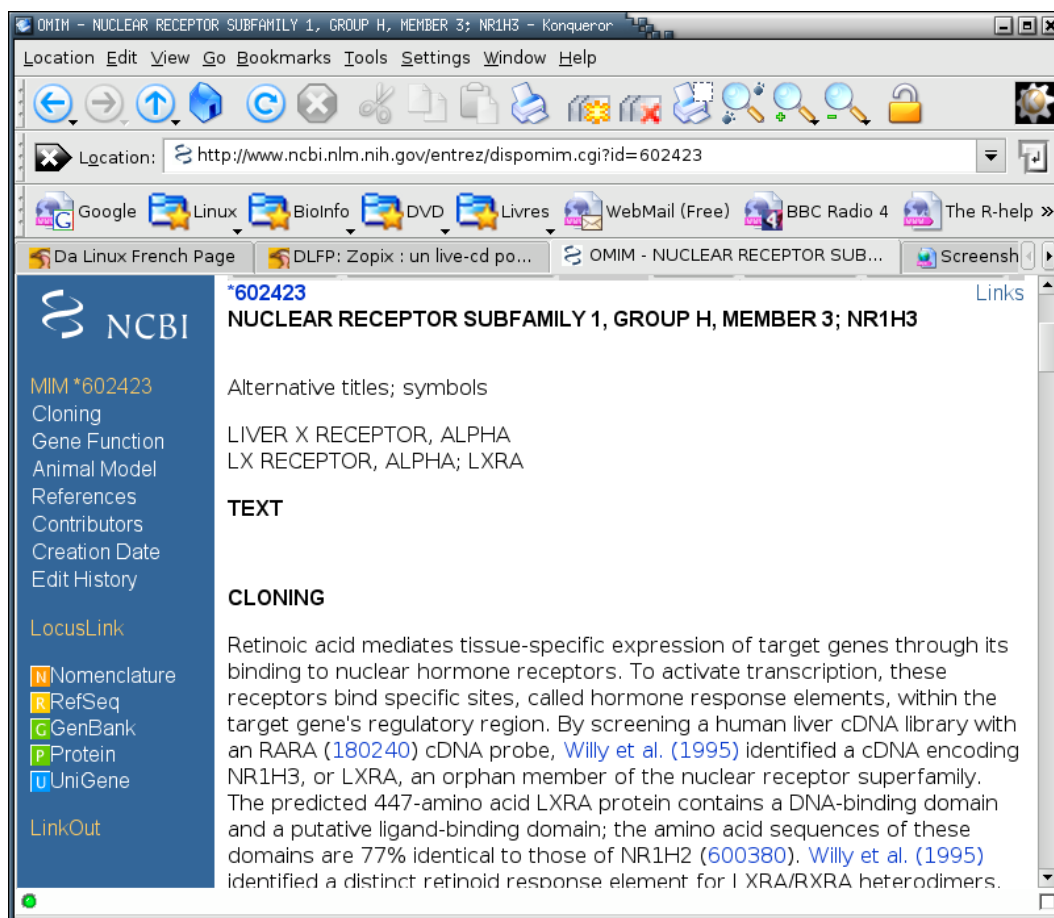 OMIM - NUCLEAR RECEPTOR SUBFAMILY 1, GROUP H, MEMBER 3; NR1H3 - Konqueror
Location Edit View Go Bookmarks Tools Settings Window Help
Location: http://www.ncbi.nlm.nih.gov/entrez/dispomim.cgi?id=602423
Google Linux BioInfo DVD Livres WebMail (Free) BBC Radio 4 The R-help »
Da Linux French Page DLFP: Zopix : un live-cd po... OMIM - NUCLEAR RECEPTOR SUB... Screensh
NCBI
MIM *602423
Cloning
Gene Function
Animal Model
References
Contributors
Creation Date
Edit History
LocusLink
N Nomenclature
R RefSeq
G GenBank
P Protein
U UniGene
LinkOut
*602423 Links
NUCLEAR RECEPTOR SUBFAMILY 1, GROUP H, MEMBER 3; NR1H3
Alternative titles; symbols
LIVER X RECEPTOR, ALPHA
LX RECEPTOR, ALPHA; LXRA
TEXT
CLONING
Retinoic acid mediates tissue-specific expression of target genes through its
binding to nuclear hormone receptors. To activate transcription, these
receptors bind specific sites, called hormone response elements, within the
target gene's regulatory region. By screening a human liver cDNA library with
an RARA (180240) cDNA probe, Willy et al. (1995) identified a cDNA encoding
NR1H3, or LXRA, an orphan member of the nuclear receptor superfamily.
The predicted 447-amino acid LXRA protein contains a DNA-binding domain
and a putative ligand-binding domain; the amino acid sequences of these
domains are 77% identical to those of NR1H2 (600380). Willy et al. (1995)
identified a distinct retinoid response element for LXRA/RXRA heterodimers,